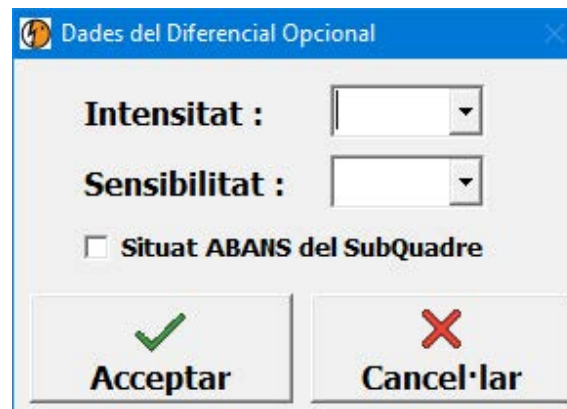 Dades del Diferencial Opcional
Intensitat :
Sensibilitat :
Situat ABANS del SubQuadre
Acceptar Cancel·lar